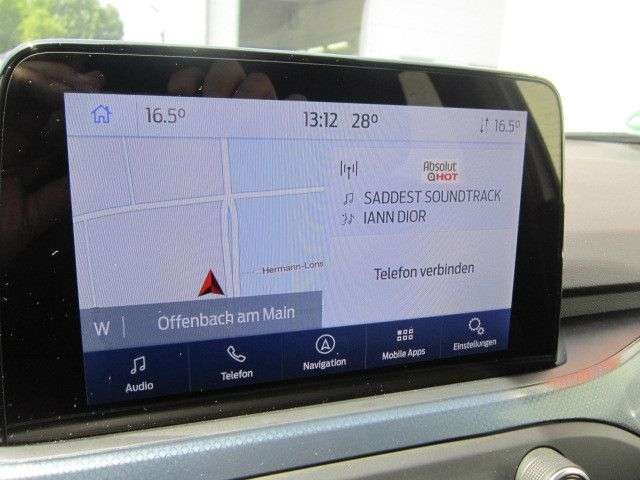 16.5° 13:12 28° 16.5°
Absolut
HOT
SADDEST SOUNDTRACK
IANN DIOR
Hermann-Löns
Telefon verbinden
W Offenbach am Main
Audio Telefon Navigation Mobile Apps Einstellungen